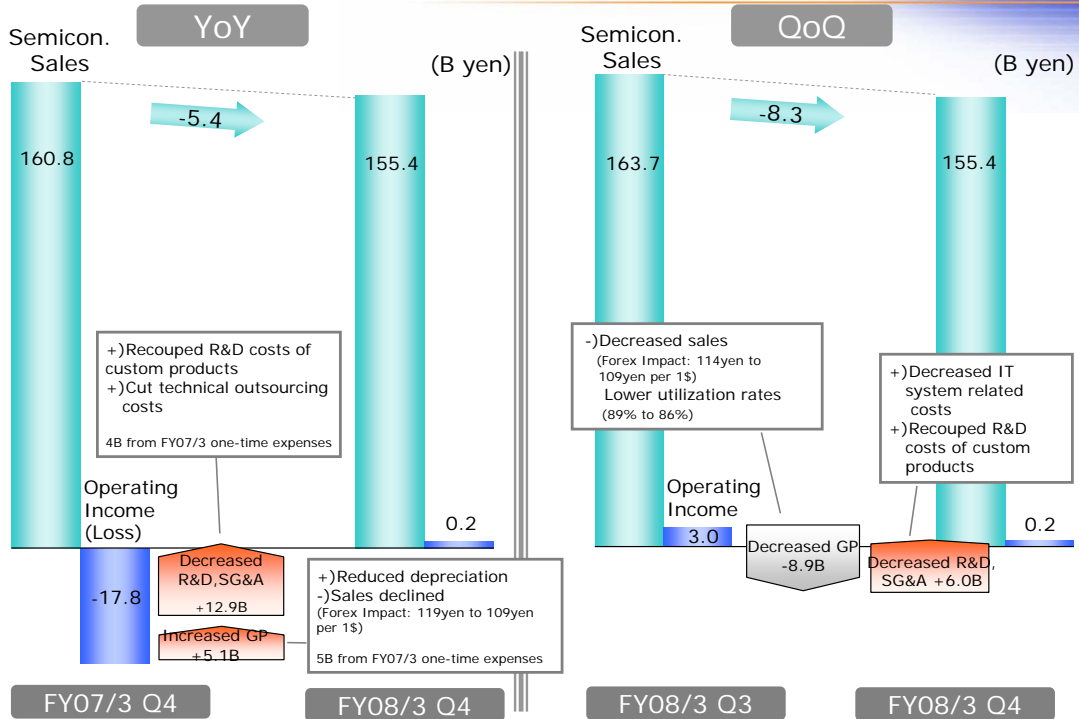 YoY
Semicon.
Sales
(B yen)
-5.4
160.8
155.4
+)Recouped R&D costs of
custom products
+)Cut technical outsourcing
costs
4B from FY07/3 one-time expenses
Operating
Income
(Loss)
0.2
-17.8
Decreased
R&D,SG&A
+12.9B
Increased GP
+5.1B
+)Reduced depreciation
-)Sales declined
(Forex Impact: 119yen to 109yen
per 1$)
5B from FY07/3 one-time expenses
FY07/3 Q4
FY08/3 Q4
QoQ
Semicon.
Sales
(B yen)
-8.3
163.7
155.4
-)Decreased sales
(Forex Impact: 114yen to
109yen per 1$)
Lower utilization rates
(89% to 86%)
+)Decreased IT
system related
costs
+)Recouped R&D
costs of custom
products
Operating
Income
3.0
0.2
Decreased GP
-8.9B
Decreased R&D,
SG&A +6.0B
FY08/3 Q3
FY08/3 Q4